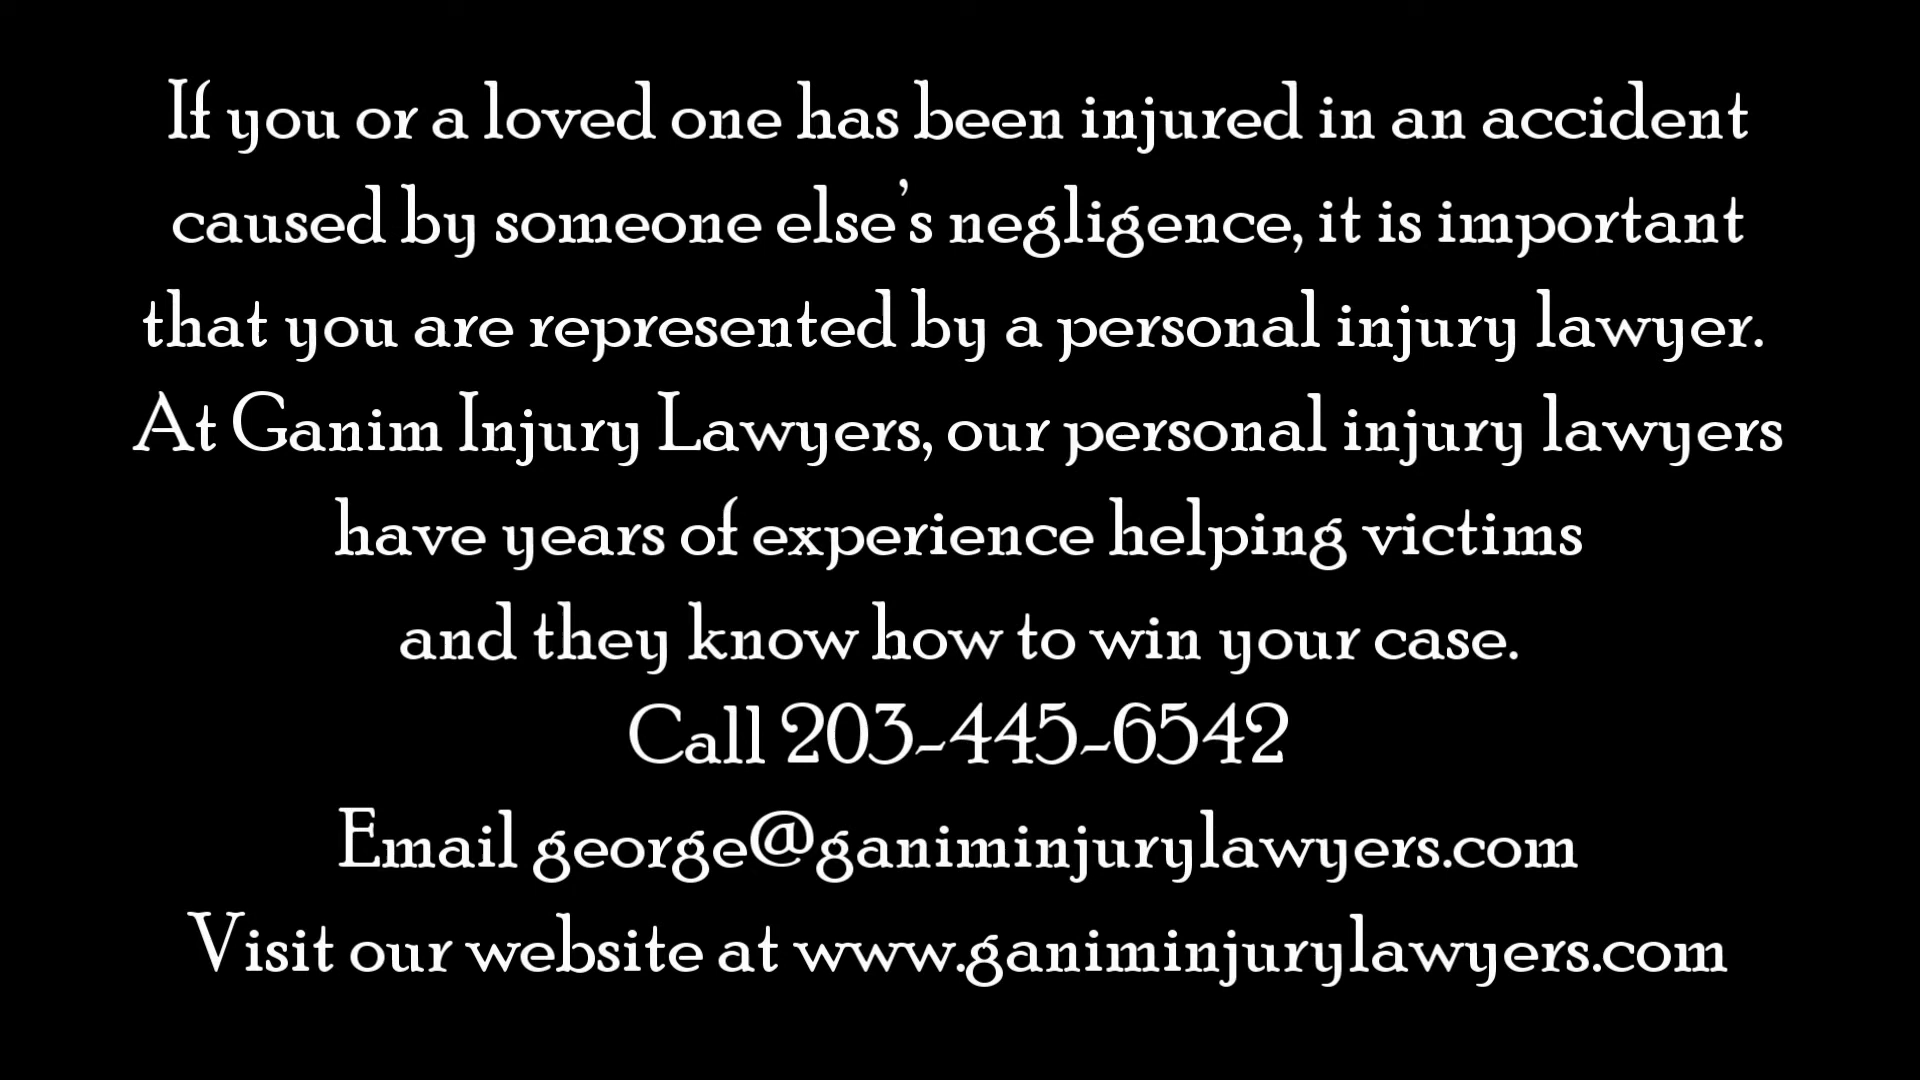 If you or a loved one has been injured in an accident
caused by someone else's negligence, it is important
that you are represented by a personal injury lawyer.
At Ganim Injury Lawyers, our personal injury lawyers
have years of experience helping victims
and they know how to win your case.
Call 203-445-6542
Email george@ganiminjurylawyers.com
Visit our website at www.ganiminjurylawyers.com